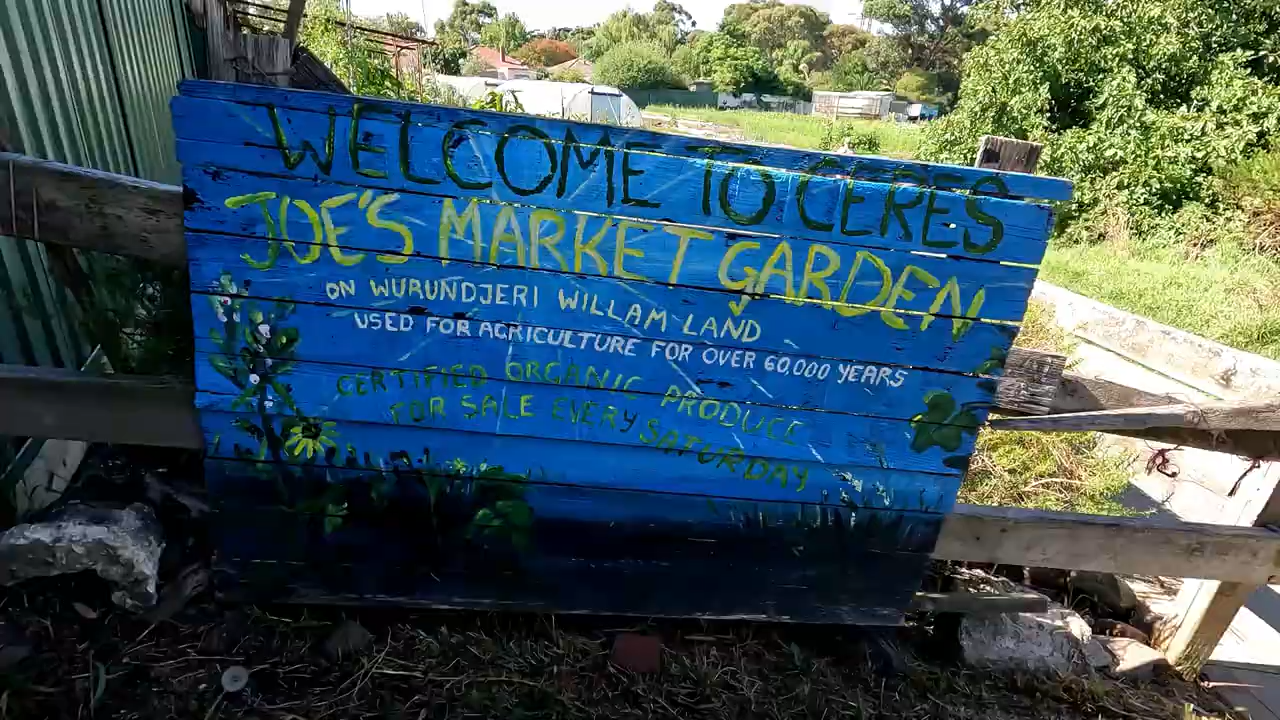 WELCOME TO CERES
JOE'S MARKET GARDEN
ON WURUNDJERI WILLAM LAND
USED FOR AGRICULTURE FOR OVER 60,000 YEARS
CERTIFIED ORGANIC PRODUCE
FOR SALE EVERY SATURDAY